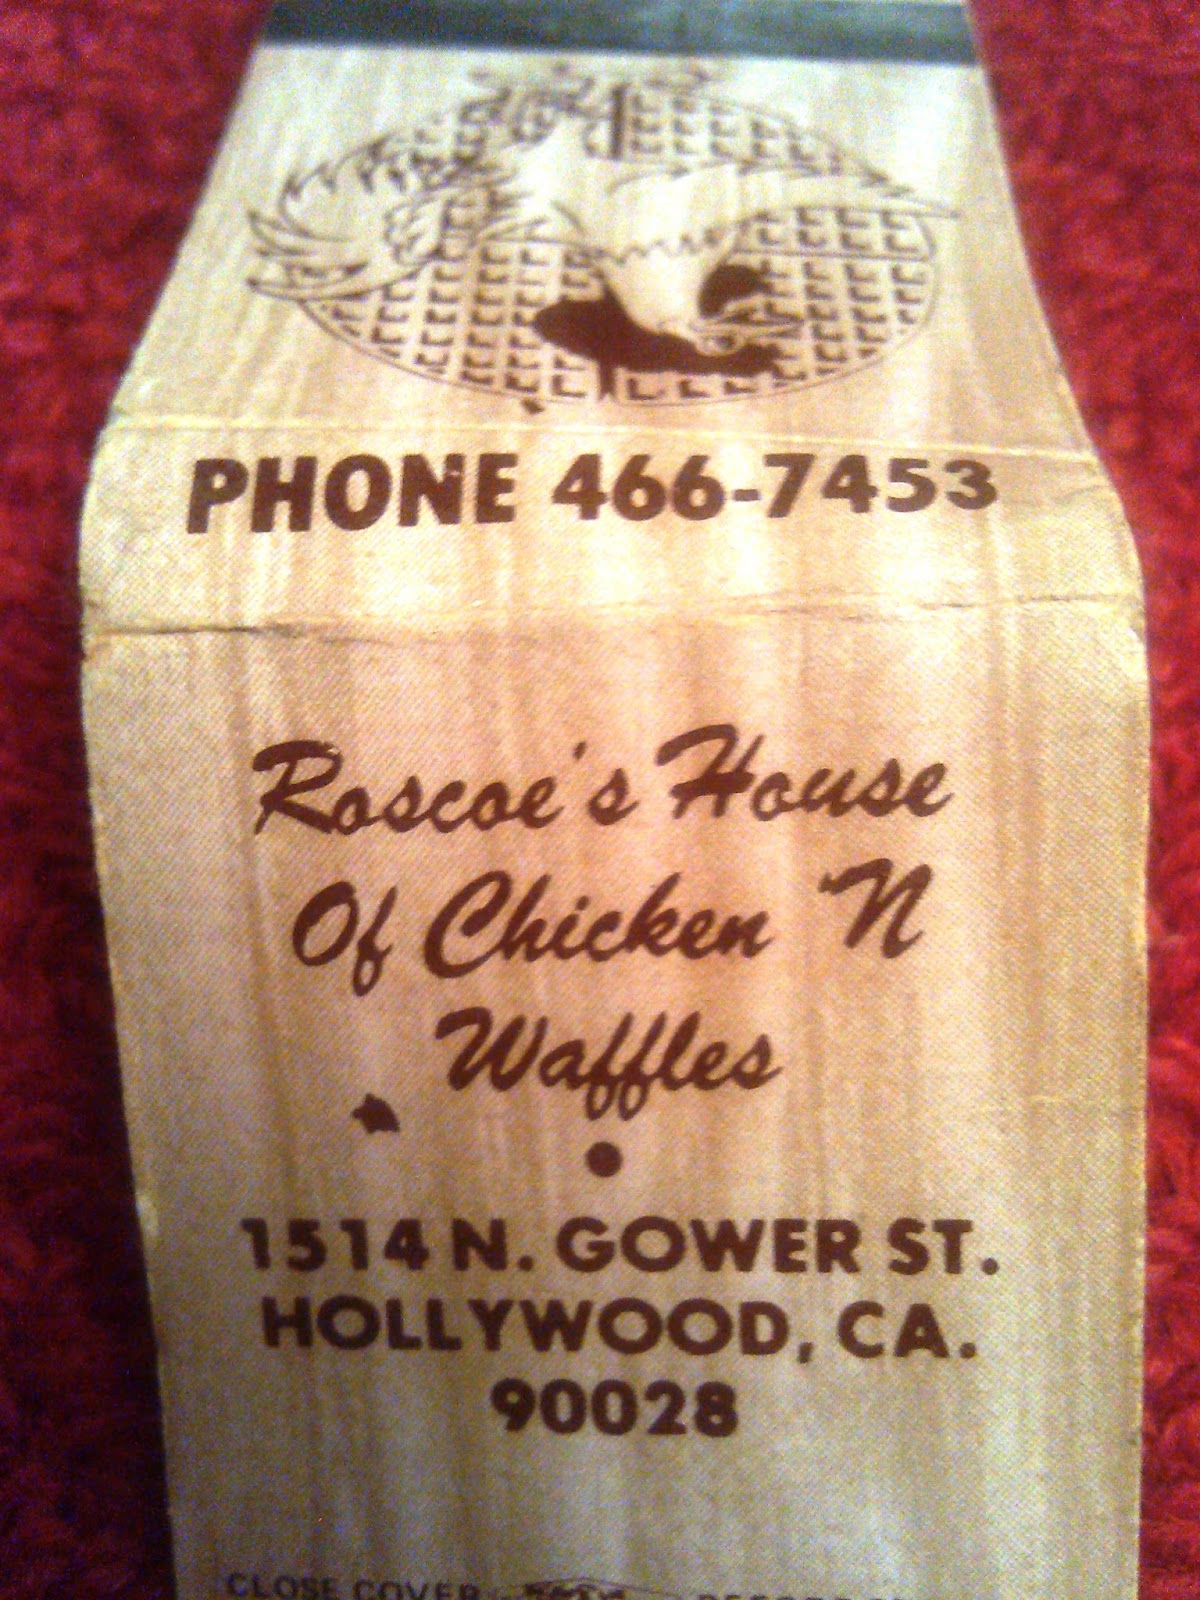 PHONE 466-7453
Roscoe's House
Of Chicken 'N
Waffles
1514 N. GOWER ST.
HOLLYWOOD, CA.
90028
CLOSE COVER